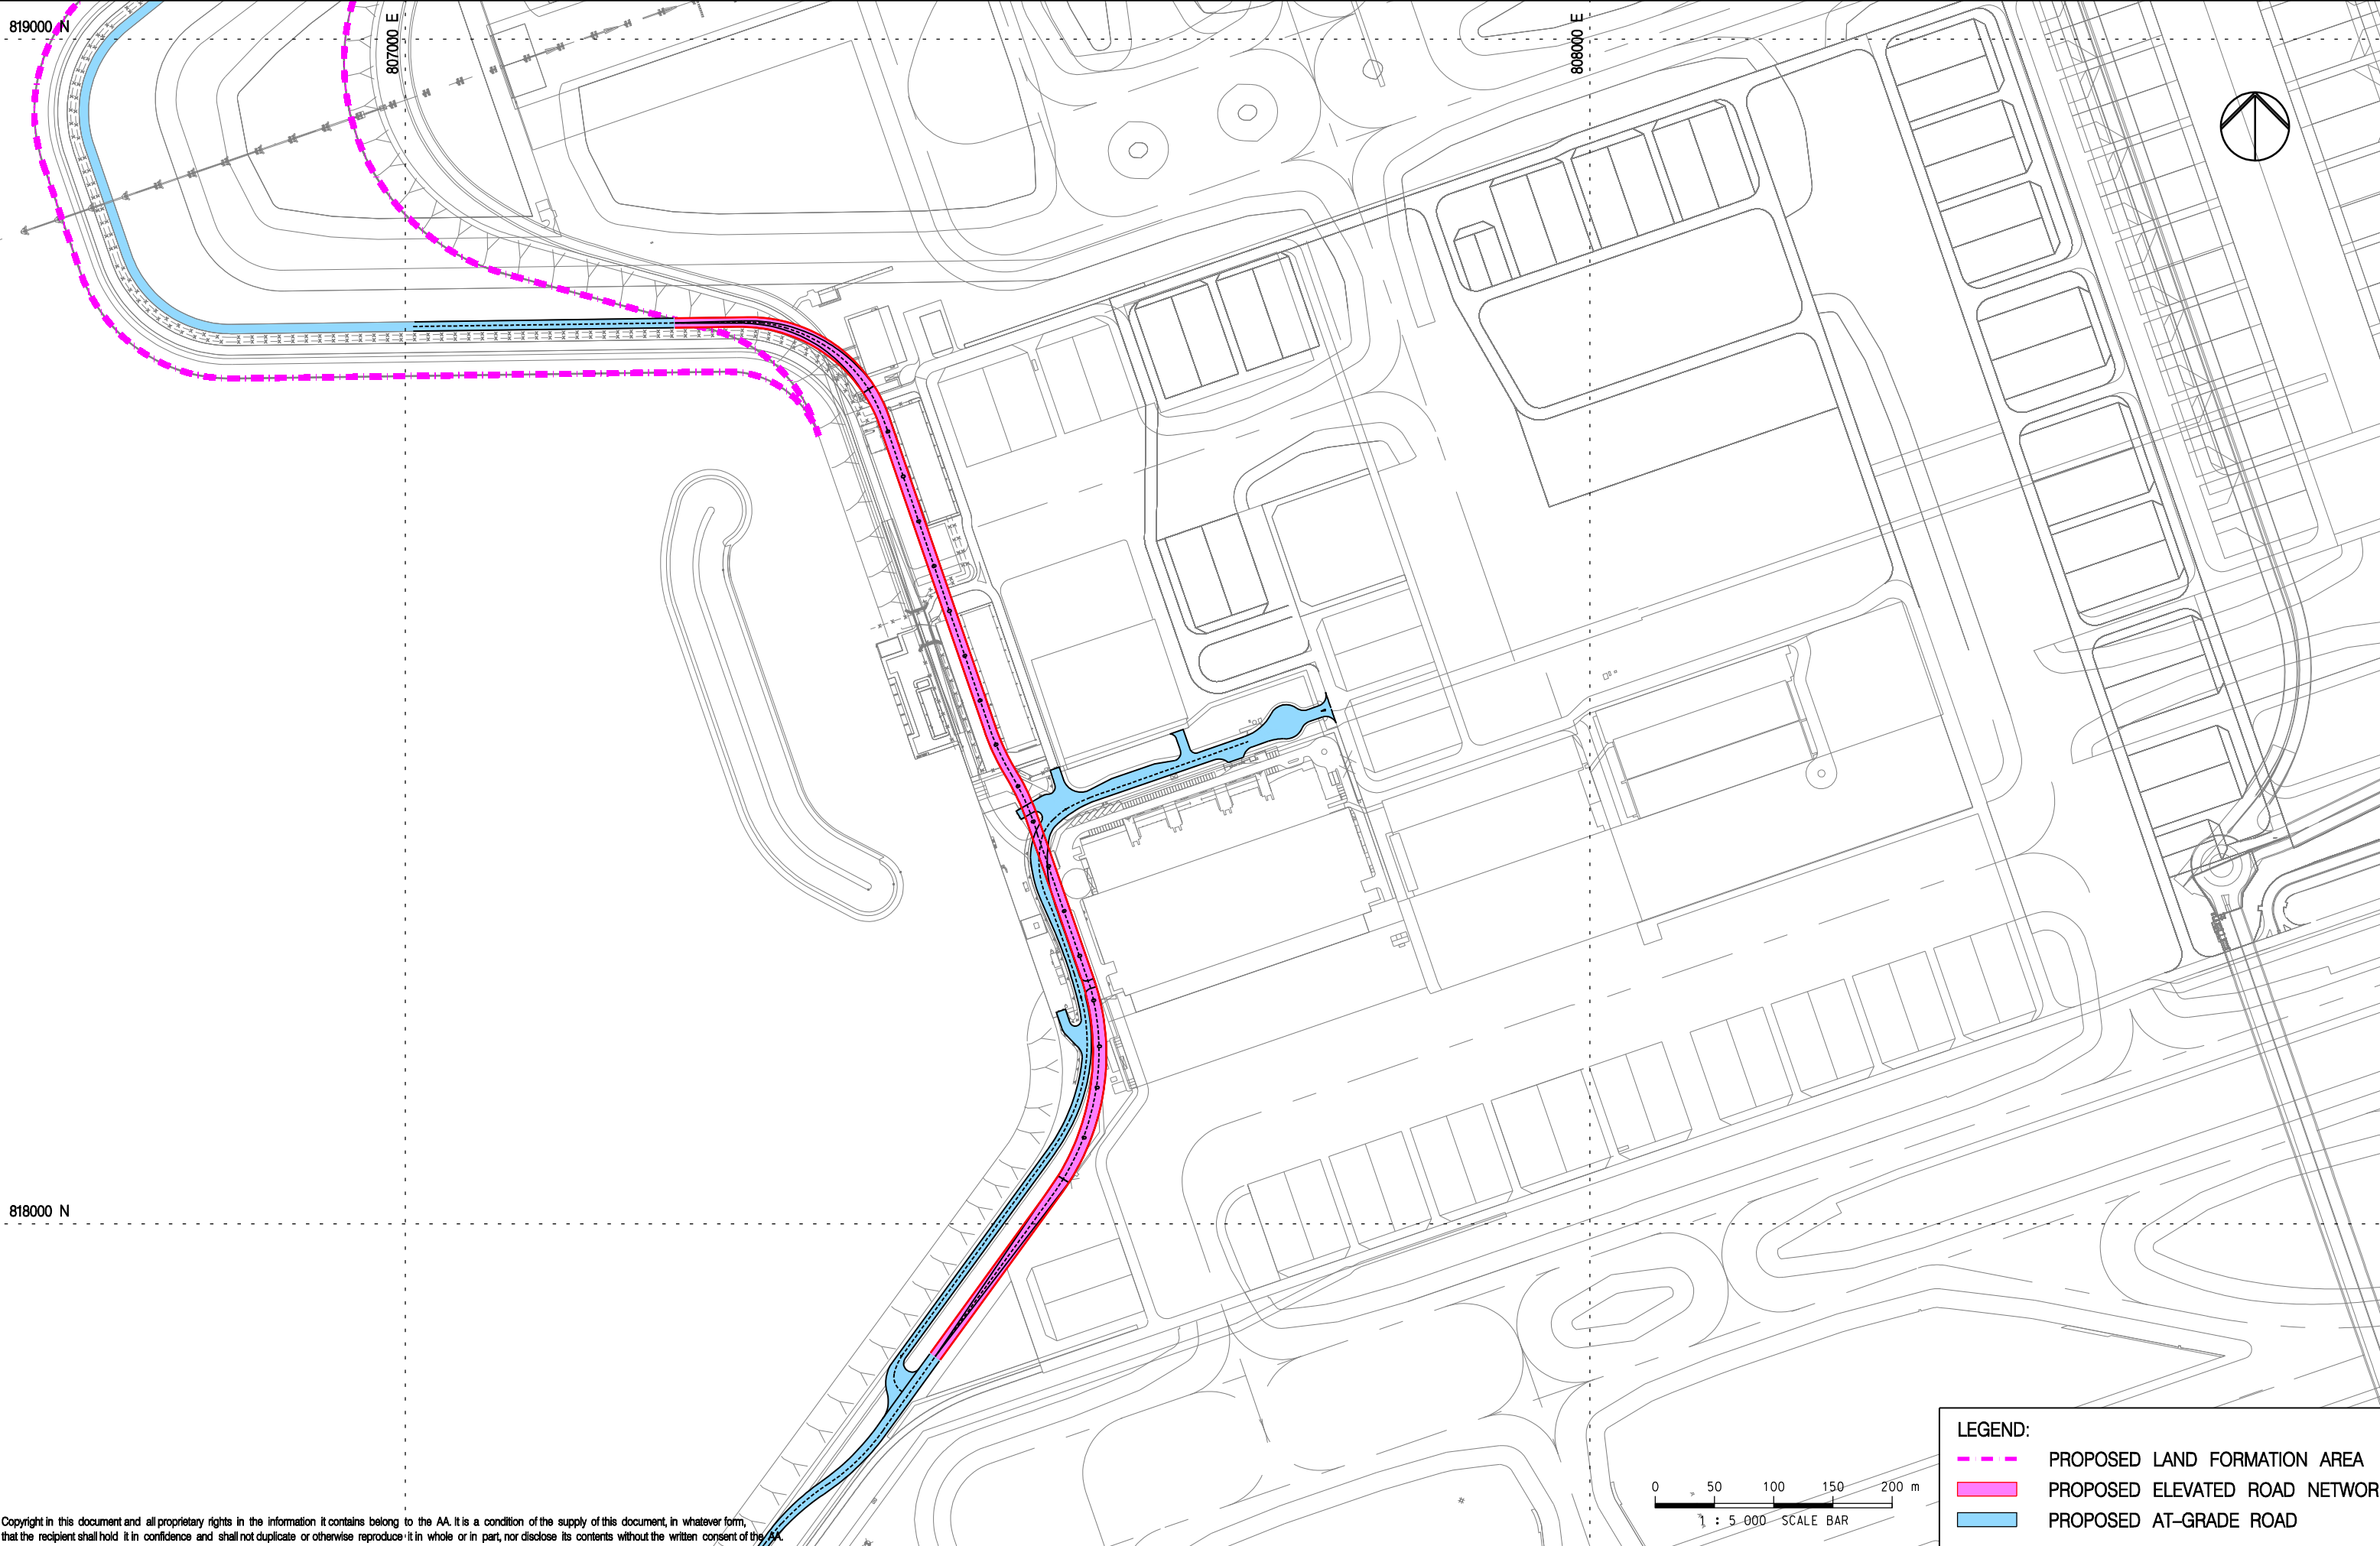 819000 N
807000 E
808000 E
818000 N
LEGEND:
PROPOSED LAND FORMATION AREA
PROPOSED ELEVATED ROAD NETWOR
PROPOSED AT-GRADE ROAD
0 50 100 150 200 m
1 : 5 000 SCALE BAR
Copyright in this document and all proprietary rights in the information it contains belong to the AA. It is a condition of the supply of this document, in whatever form,
that the recipient shall hold it in confidence and shall not duplicate or otherwise reproduce it in whole or in part, nor disclose its contents without the written consent of the AA.